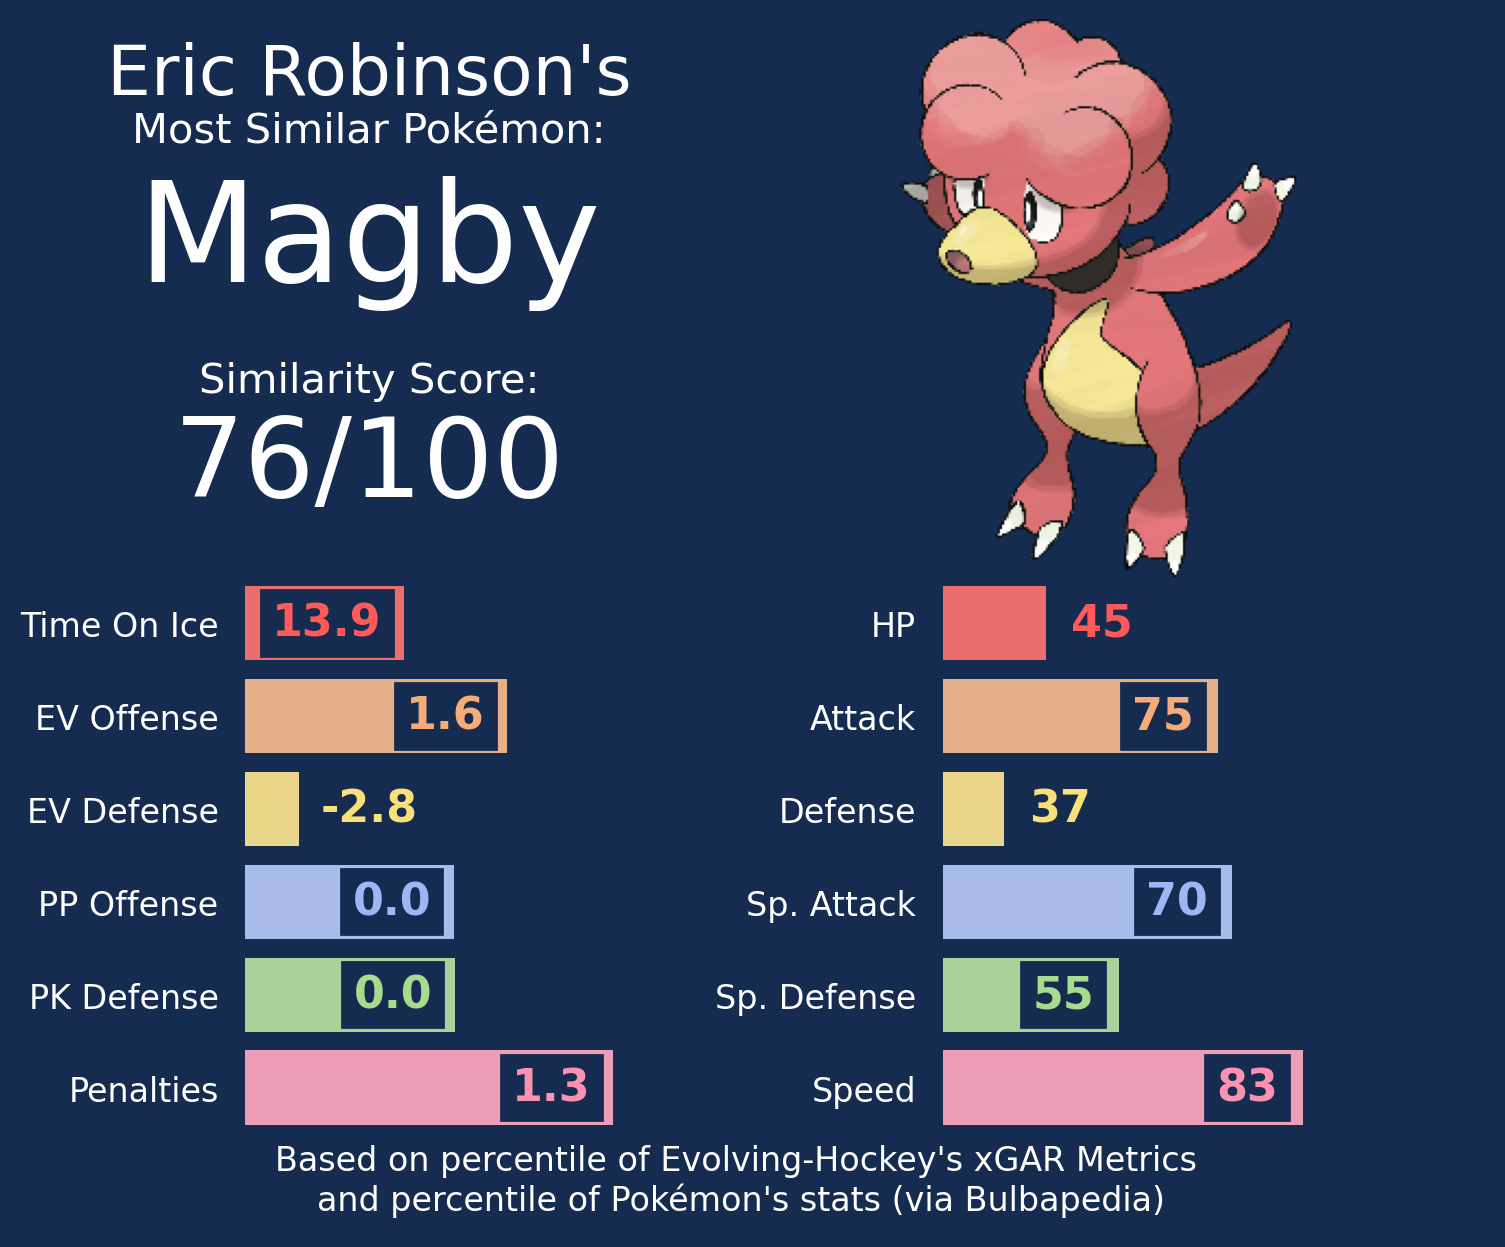 Eric Robinson's
Most Similar Pokémon:
Magby
Similarity Score:
76/100
Time On Ice 13.9
EV Offense 1.6
EV Defense -2.8
PP Offense 0.0
PK Defense 0.0
Penalties 1.3
HP 45
Attack 75
Defense 37
Sp. Attack 70
Sp. Defense 55
Speed 83
Based on percentile of Evolving-Hockey's xGAR Metrics
and percentile of Pokémon's stats (via Bulbapedia)